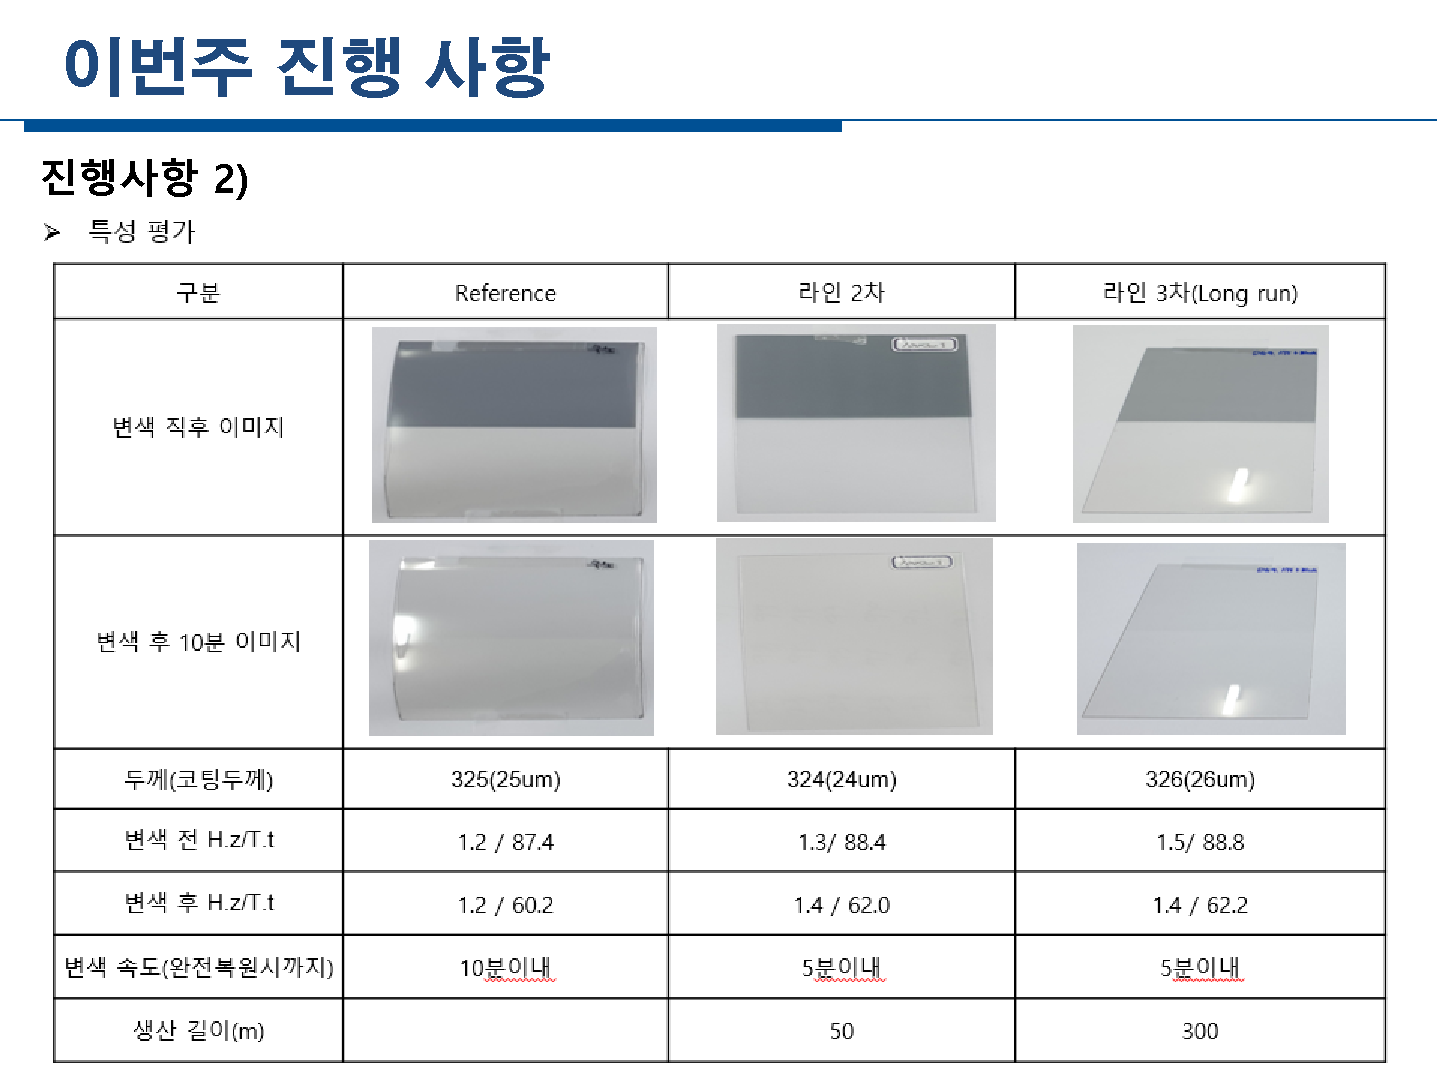 이번주 진행 사항
진행사항 2)
➢ 특성 평가
구분 Reference 라인 2차 라인 3차(Long run)
변색 직후 이미지
변색 후 10분 이미지
두께(코팅두께) 325(25um) 324(24um) 326(26um)
변색 전 H.z/T.t 1.2 / 87.4 1.3/ 88.4 1.5/ 88.8
변색 후 H.z/T.t 1.2 / 60.2 1.4 / 62.0 1.4 / 62.2
변색 속도(완전복원시까지) 10분이내 5분이내 5분이내
생산 길이(m) 50 300